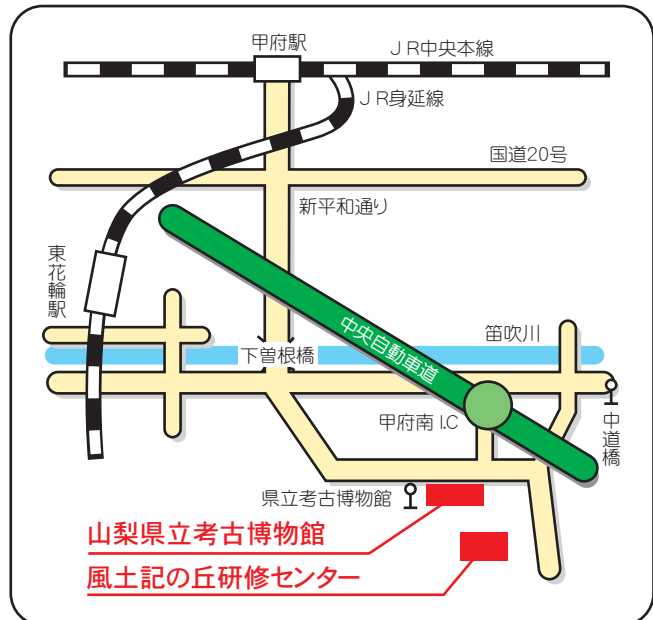 甲府駅
ＪＲ中央本線
ＪＲ身延線
国道20号
新平和通り
東花輪駅
中央自動車道
笛吹川
下曽根橋
甲府南 I.C
中道橋
県立考古博物館
山梨県立考古博物館
風土記の丘研修センター